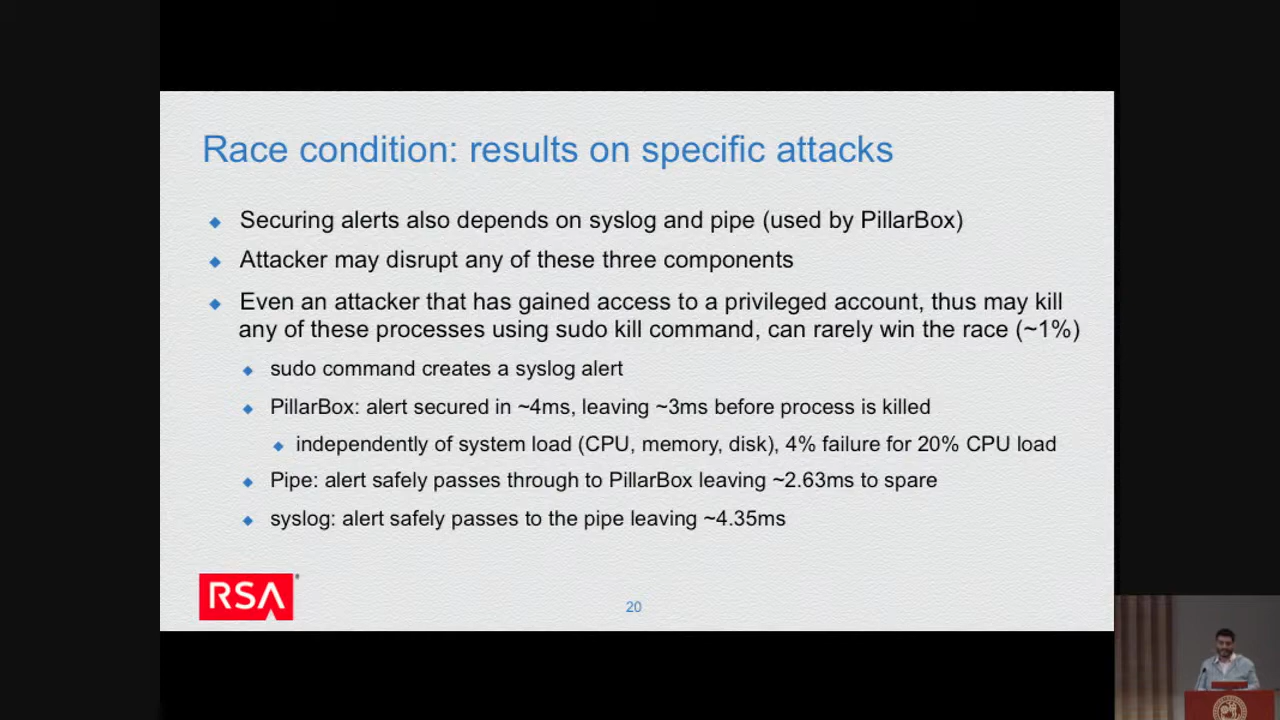 Race condition: results on specific attacks
Securing alerts also depends on syslog and pipe (used by PillarBox)
Attacker may disrupt any of these three components
Even an attacker that has gained access to a privileged account, thus may kill
any of these processes using sudo kill command, can rarely win the race (~1%)
sudo command creates a syslog alert
PillarBox: alert secured in ~4ms, leaving ~3ms before process is killed
independently of system load (CPU, memory, disk), 4% failure for 20% CPU load
Pipe: alert safely passes through to PillarBox leaving ~2.63ms to spare
syslog: alert safely passes to the pipe leaving ~4.35ms
RSA®
20